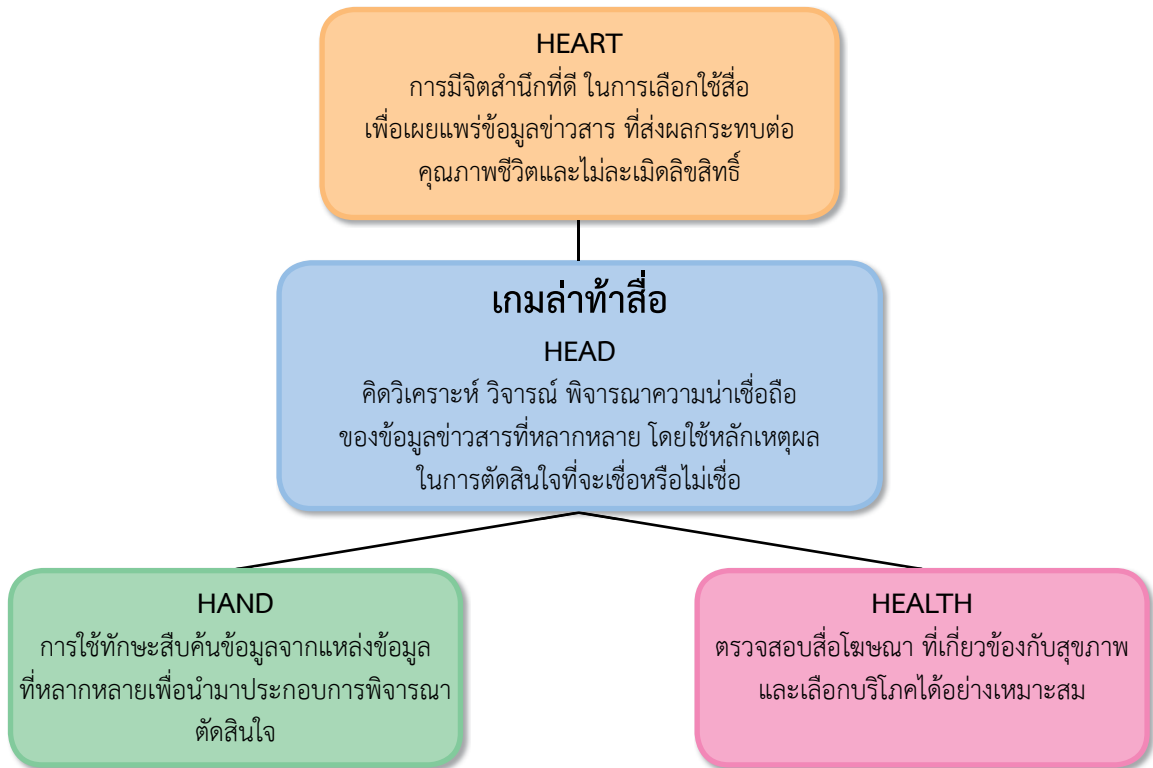 HEART
การมีจิตสำนึกที่ดี ในการเลือกใช้สื่อ
เพื่อเผยแพร่ข้อมูลข่าวสาร ที่ส่งผลกระทบต่อ
คุณภาพชีวิตและไม่ละเมิดลิขสิทธิ์
เกมล่าท้าสื่อ
HEAD
คิดวิเคราะห์ วิจารณ์ พิจารณาความน่าเชื่อถือ
ของข้อมูลข่าวสารที่หลากหลาย โดยใช้หลักเหตุผล
ในการตัดสินใจที่จะเชื่อหรือไม่เชื่อ
HAND
การใช้ทักษะสืบค้นข้อมูลจากแหล่งข้อมูล
ที่หลากหลายเพื่อนำมาประกอบการพิจารณา
ตัดสินใจ
HEALTH
ตรวจสอบสื่อโฆษณา ที่เกี่ยวข้องกับสุขภาพ
และเลือกบริโภคได้อย่างเหมาะสม